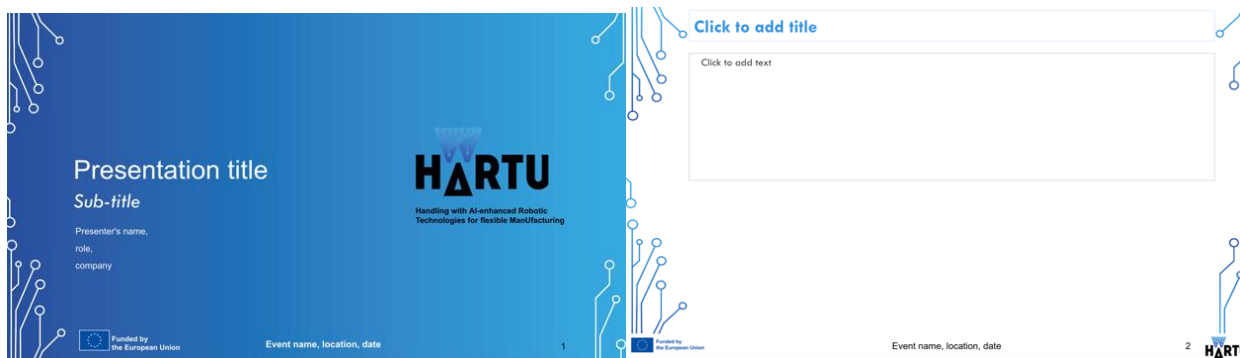 Presentation title
Sub-title
Presenter's name,
role,
company
HARTU
Handling with AI-enhanced Robotic
Technologies for flexible ManUfacturing
Funded by
the European Union
Event name, location, date
1
Click to add title
Click to add text
Funded by
the European Union
Event name, location, date
2
HART